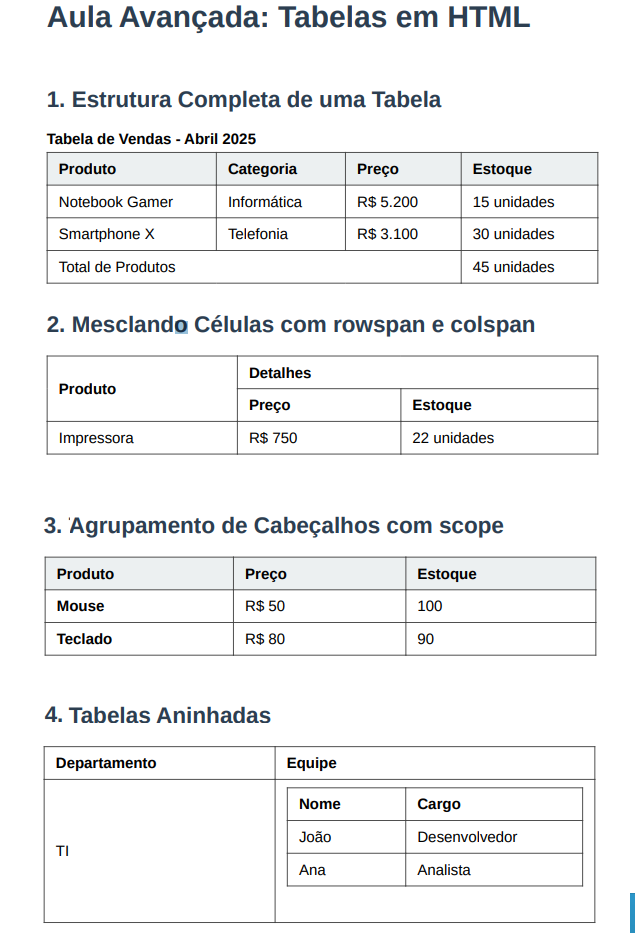 Aula Avançada: Tabelas em HTML
1. Estrutura Completa de uma Tabela
Tabela de Vendas - Abril 2025
Produto Categoria Preço Estoque
Notebook Gamer Informática R$ 5.200 15 unidades
Smartphone X Telefonia R$ 3.100 30 unidades
Total de Produtos 45 unidades
2. Mesclando Células com rowspan e colspan
Produto Detalhes
Preço Estoque
Impressora R$ 750 22 unidades
3. Agrupamento de Cabeçalhos com scope
Produto Preço Estoque
Mouse R$ 50 100
Teclado R$ 80 90
4. Tabelas Aninhadas
Departamento Equipe
Nome Cargo
João Desenvolvedor
TI
Ana Analista